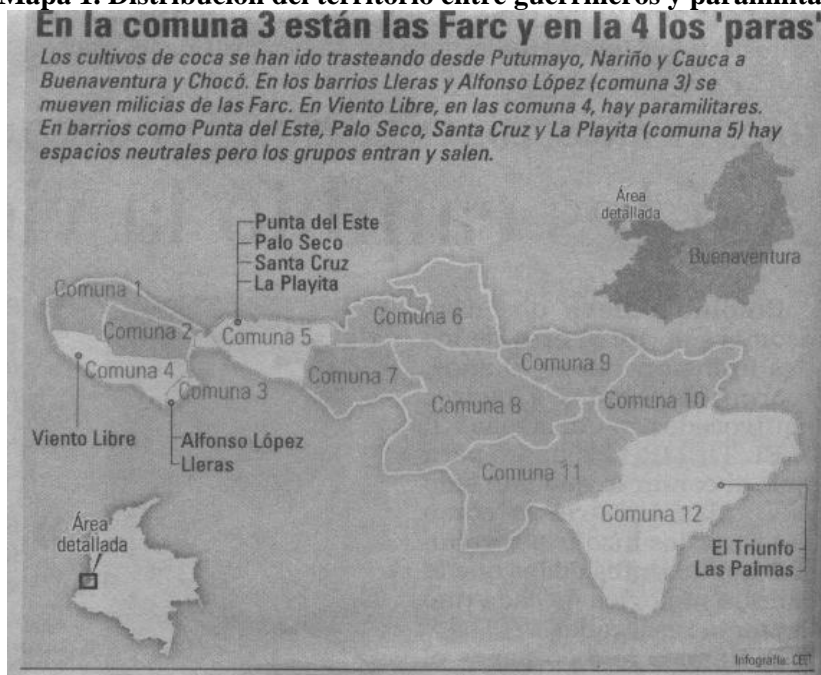 Mapa 1. Distribución del territorio entre guerrilleros y paramilita
En la comuna 3 están las Farc y en la 4 los 'paras'
Los cultivos de coca se han ido trasteando desde Putumayo, Nariño y Cauca a
Buenaventura y Chocó. En los barrios Lleras y Alfonso López (comuna 3) se
mueven milicias de las Farc. En Viento Libre, en las comuna 4, hay paramilitares.
En barrios como Punta del Este, Palo Seco, Santa Cruz y La Playita (comuna 5) hay
espacios neutrales pero los grupos entran y salen.
Área
detallada
Buenaventura
Punta del Este
Palo Seco
Santa Cruz
La Playita
Comuna 1
Comuna 2
Comuna 5
Comuna 6
Comuna 4
Comuna 3
Comuna 7
Comuna 8
Comuna 9
Comuna 10
Viento Libre
Alfonso López
Lleras
Comuna 11
Comuna 12
Área
detallada
El Triunfo
Las Palmas
Infografía: CEET